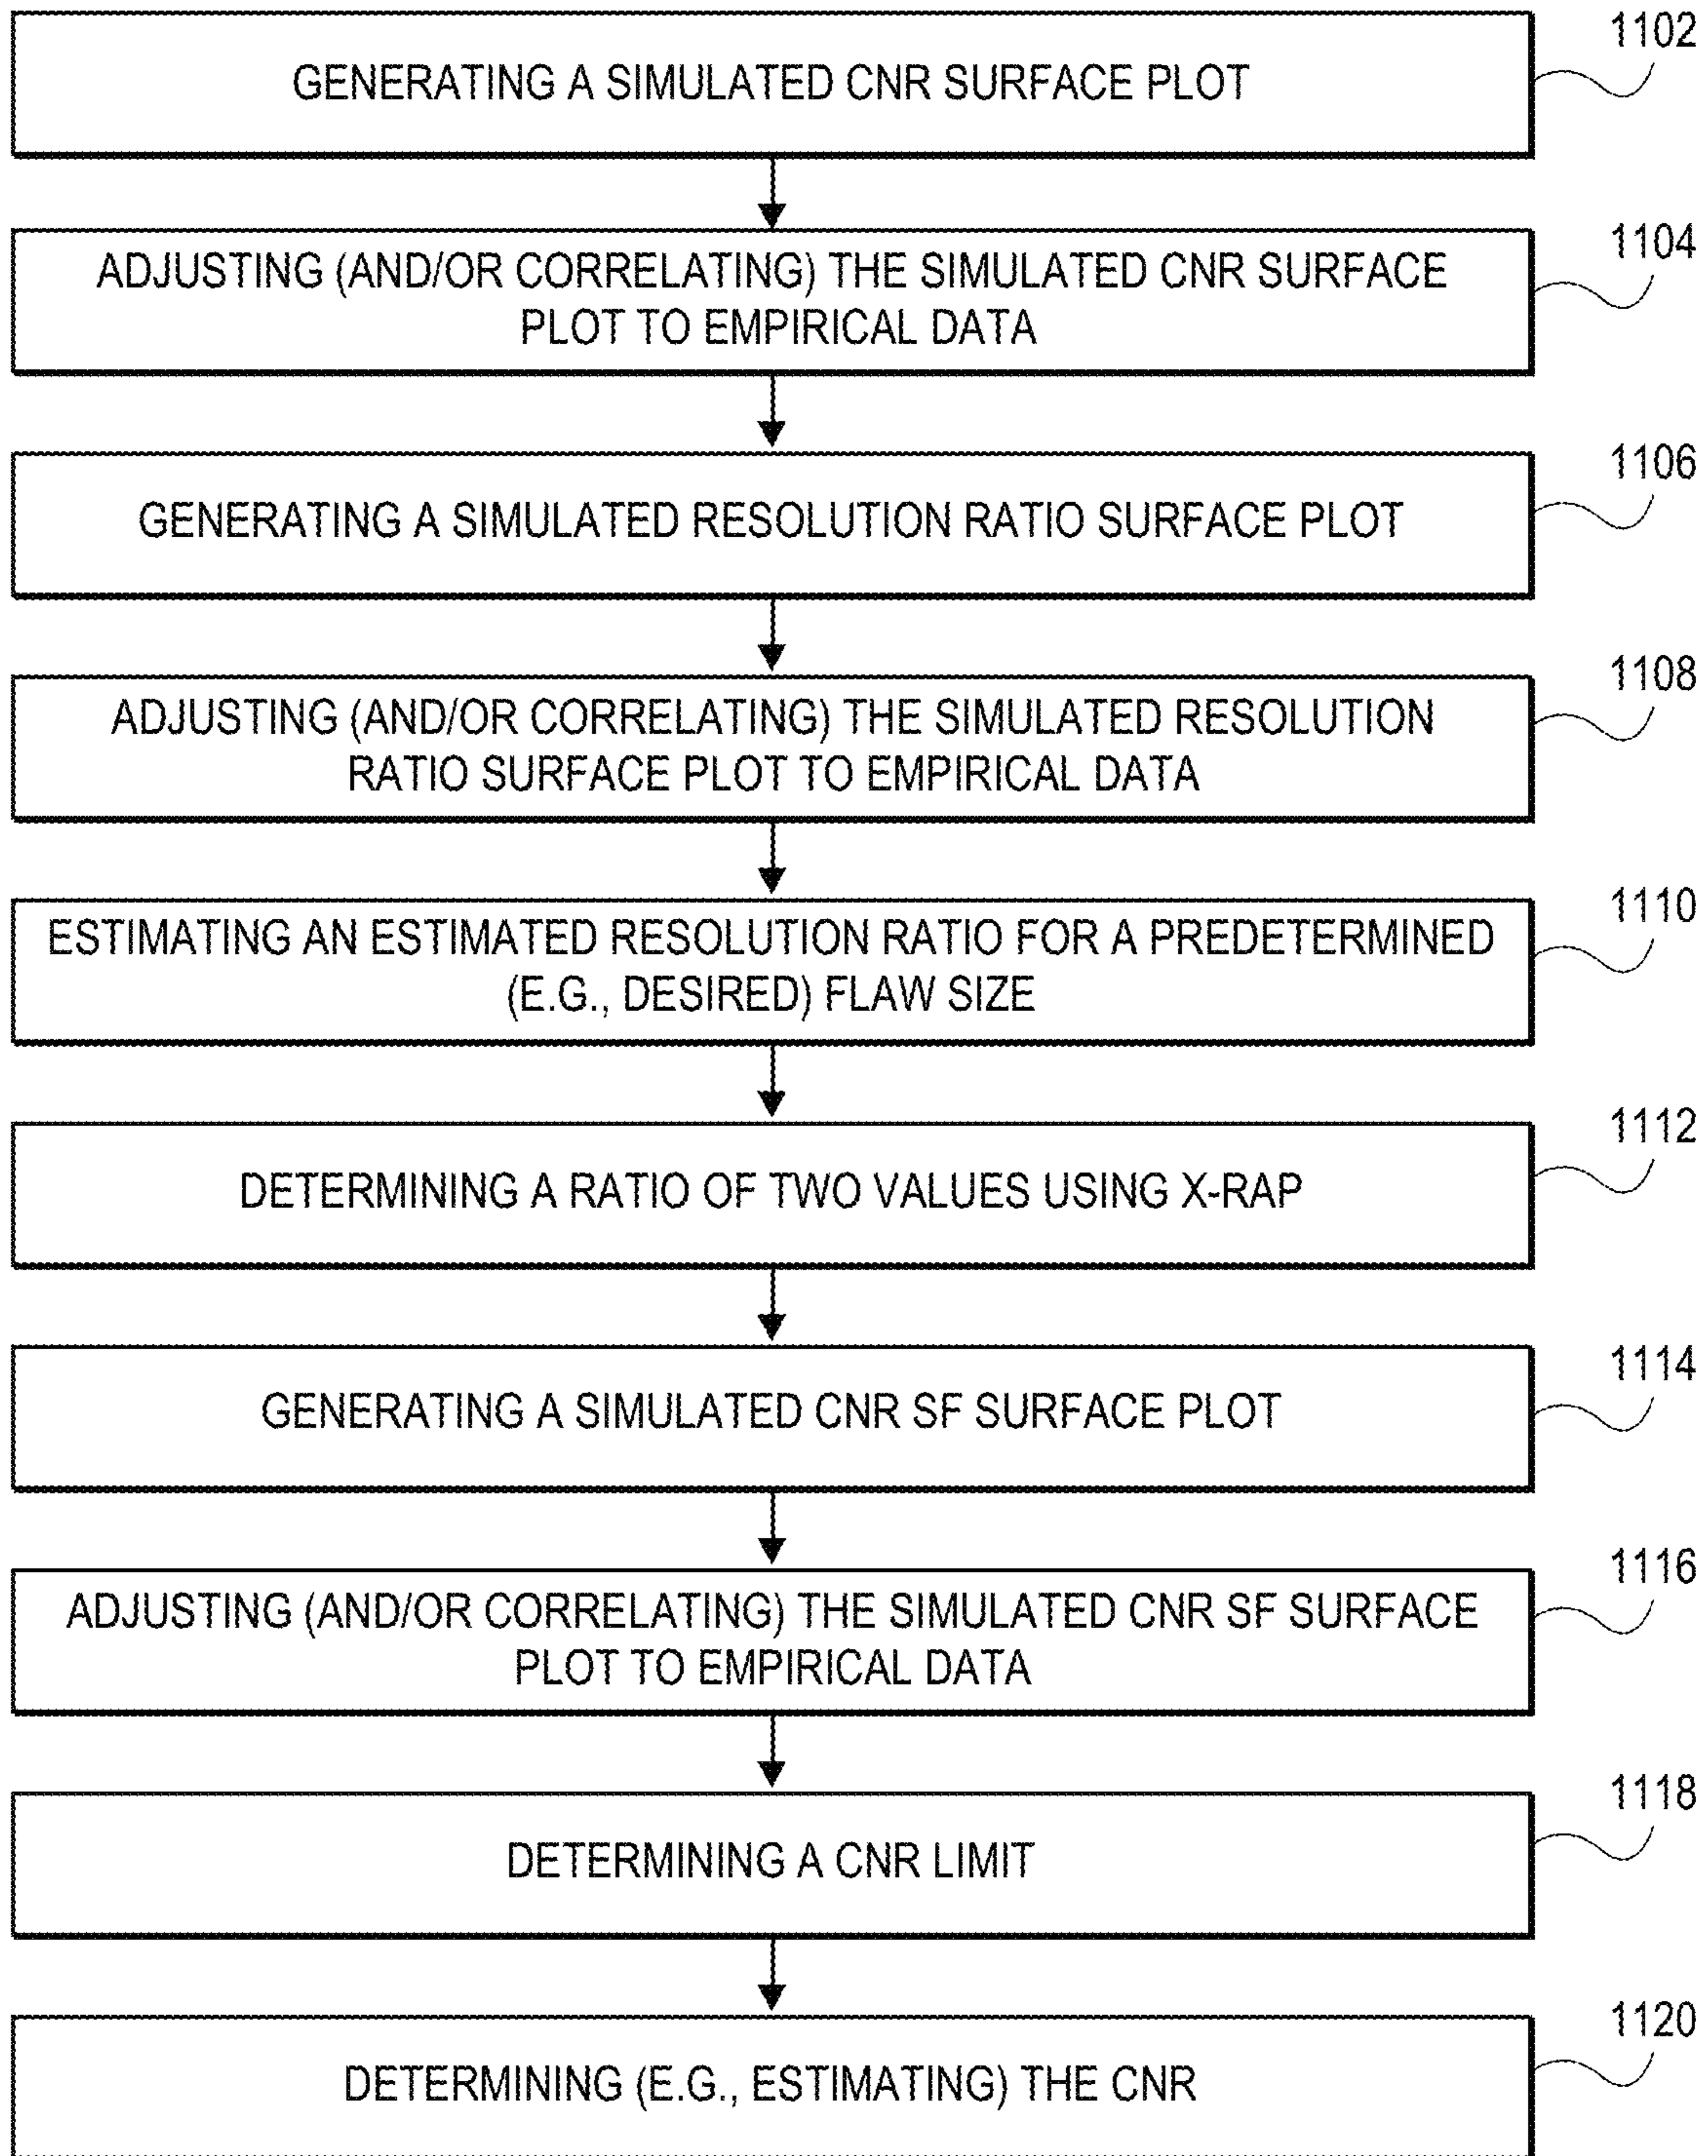 1102
GENERATING A SIMULATED CNR SURFACE PLOT
1104
ADJUSTING (AND/OR CORRELATING) THE SIMULATED CNR SURFACE
PLOT TO EMPIRICAL DATA
1106
GENERATING A SIMULATED RESOLUTION RATIO SURFACE PLOT
1108
ADJUSTING (AND/OR CORRELATING) THE SIMULATED RESOLUTION
RATIO SURFACE PLOT TO EMPIRICAL DATA
1110
ESTIMATING AN ESTIMATED RESOLUTION RATIO FOR A PREDETERMINED
(E.G., DESIRED) FLAW SIZE
1112
DETERMINING A RATIO OF TWO VALUES USING X-RAP
1114
GENERATING A SIMULATED CNR SF SURFACE PLOT
1116
ADJUSTING (AND/OR CORRELATING) THE SIMULATED CNR SF SURFACE
PLOT TO EMPIRICAL DATA
1118
DETERMINING A CNR LIMIT
1120
DETERMINING (E.G., ESTIMATING) THE CNR